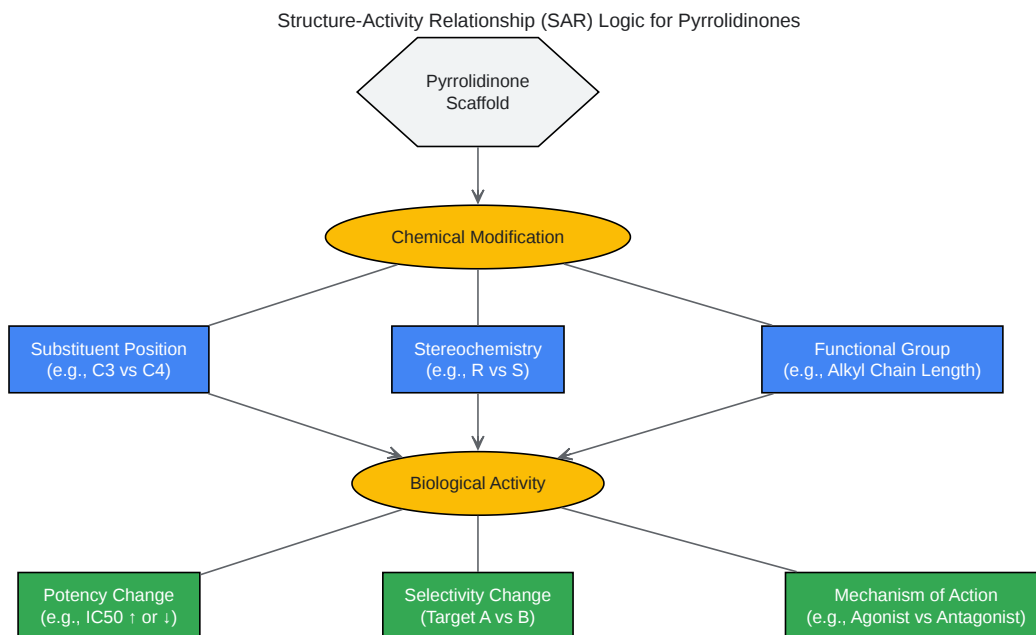 Structure-Activity Relationship (SAR) Logic for Pyrrolidinones
Pyrrolidinone
Scaffold
Chemical Modification
Substituent Position
(e.g., C3 vs C4)
Stereochemistry
(e.g., R vs S)
Functional Group
(e.g., Alkyl Chain Length)
Biological Activity
Potency Change
(e.g., IC50 ↑ or ↓)
Selectivity Change
(Target A vs B)
Mechanism of Action
(e.g., Agonist vs Antagonist)